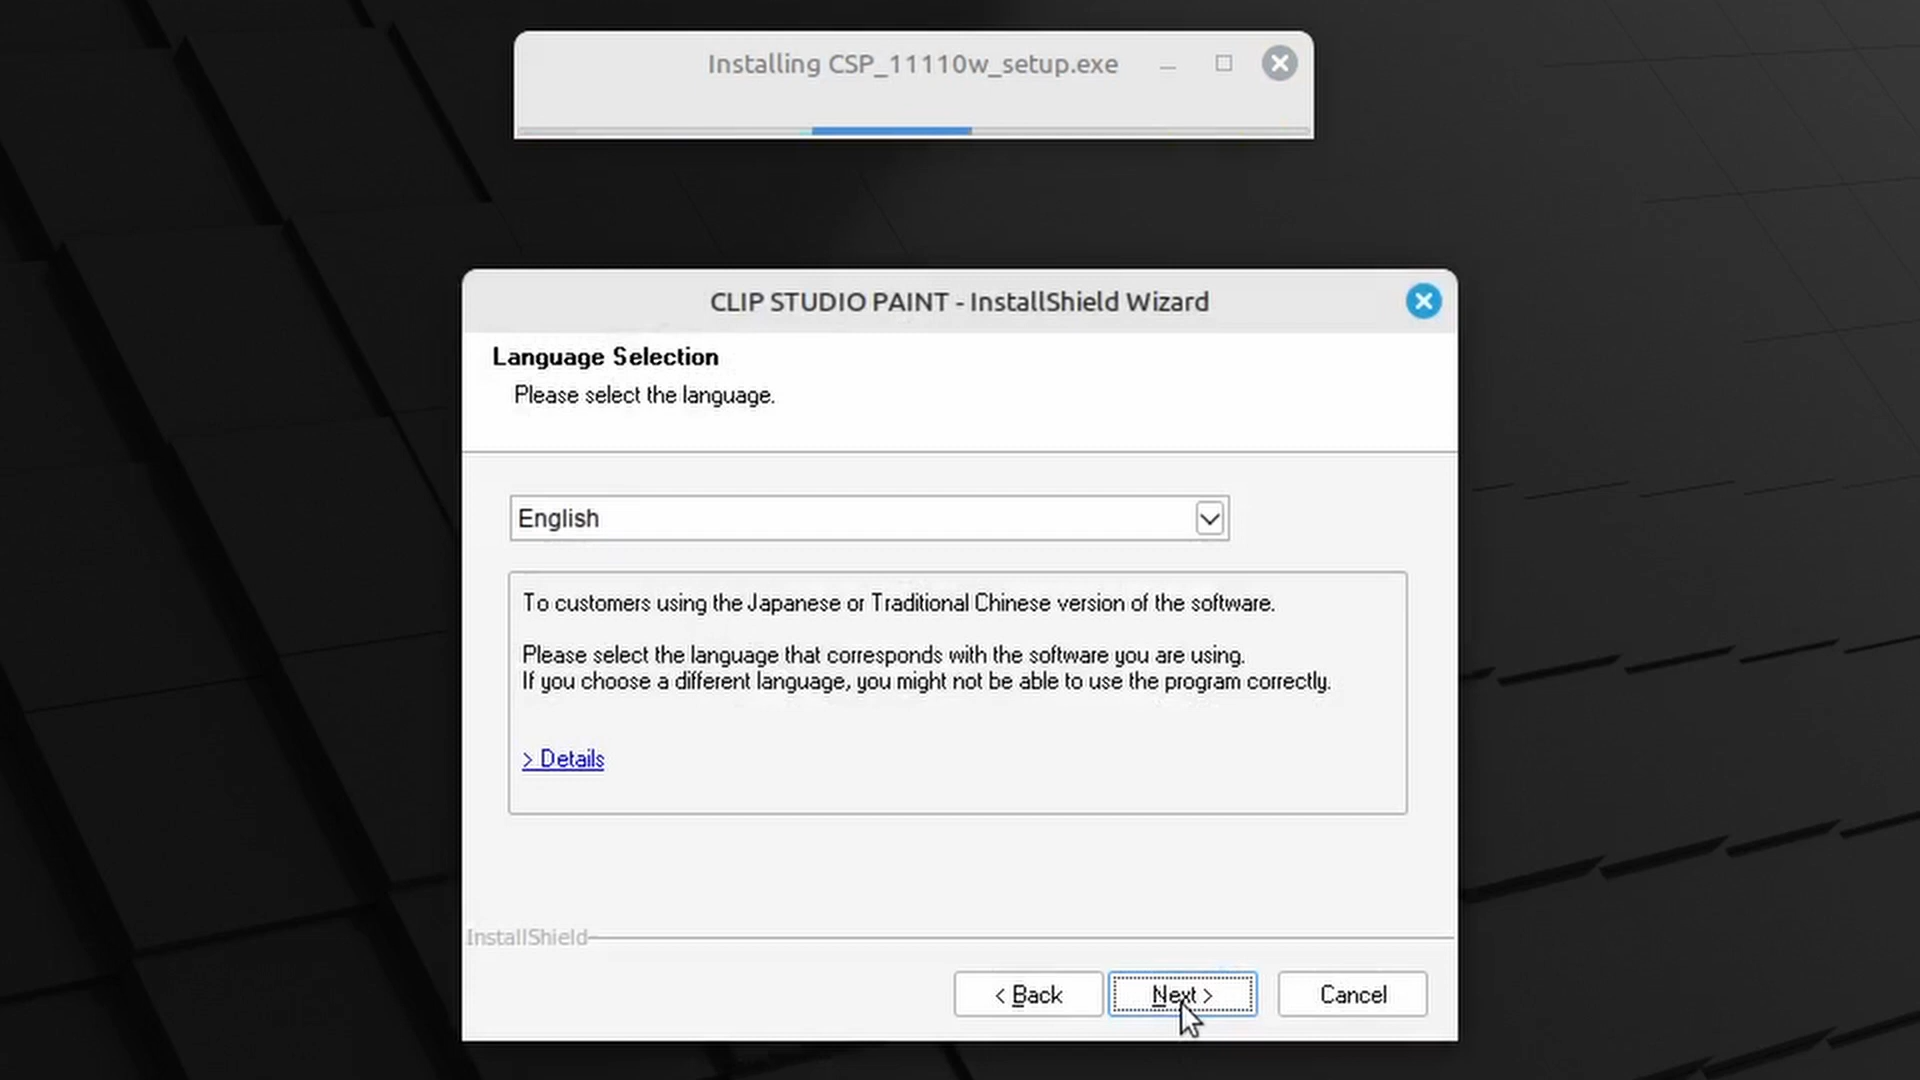 Installing CSP_11110w_setup.exe
CLIP STUDIO PAINT - InstallShield Wizard
Language Selection
Please select the language.
English
To customers using the Japanese or Traditional Chinese version of the software.
Please select the language that corresponds with the software you are using.
If you choose a different language, you might not be able to use the program correctly.
> Details
InstallShield
< Back
Next >
Cancel